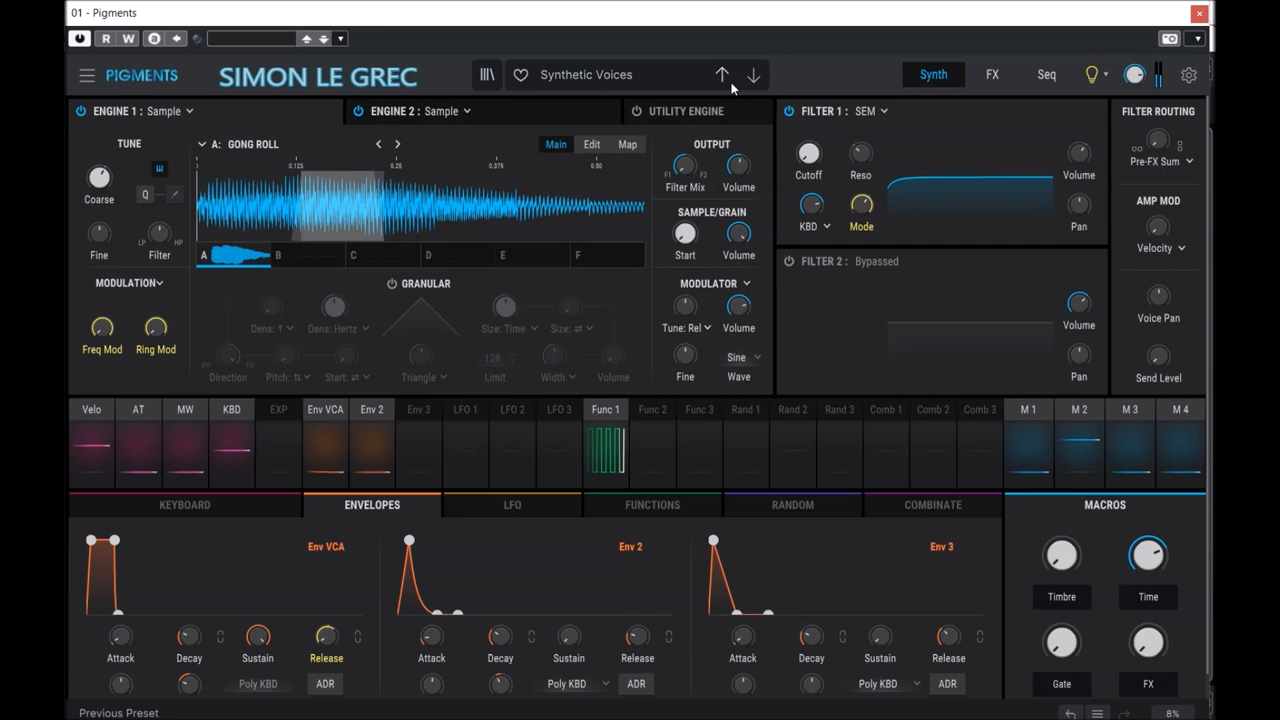 01 - Pigments
R W a
PIGMENTS SIMON LE GREC Synthetic Voices Synth FX Seq
ENGINE 1 : Sample ENGINE 2 : Sample UTILITY ENGINE FILTER 1 : SEM FILTER ROUTING
TUNE A: GONG ROLL Main Edit Map OUTPUT
1 0.125 0.25 0.375 0.50
Q Coarse F1 F2 Filter Mix Volume Cutoff Reso Volume Pre-FX Sum
AMP MOD
SAMPLE/GRAIN
LP HP
Fine Filter A B C D E F Start Volume KBD Mode Pan Velocity
FILTER 2 : Bypassed
MODULATION GRANULAR MODULATOR
Dens: ↑ Dens: Hertz Size: Time Size: ⇄ Tune: Rel Volume Volume Voice Pan
Freq Mod Ring Mod 128 Sine
Direction Pitch: ↑↓ Start: ⇄ Triangle Limit Width Volume Fine Wave Pan Send Level
Velo AT MW KBD EXP Env VCA Env 2 Env 3 LFO 1 LFO 2 LFO 3 Func 1 Func 2 Func 3 Rand 1 Rand 2 Rand 3 Comb 1 Comb 2 Comb 3 M 1 M 2 M 3 M 4
KEYBOARD ENVELOPES LFO FUNCTIONS RANDOM COMBINATE MACROS
Env VCA Env 2 Env 3
Timbre Time
Attack Decay Sustain Release Attack Decay Sustain Release Attack Decay Sustain Release
Poly KBD ADR Poly KBD ADR Poly KBD ADR Gate FX
Previous Preset 8%